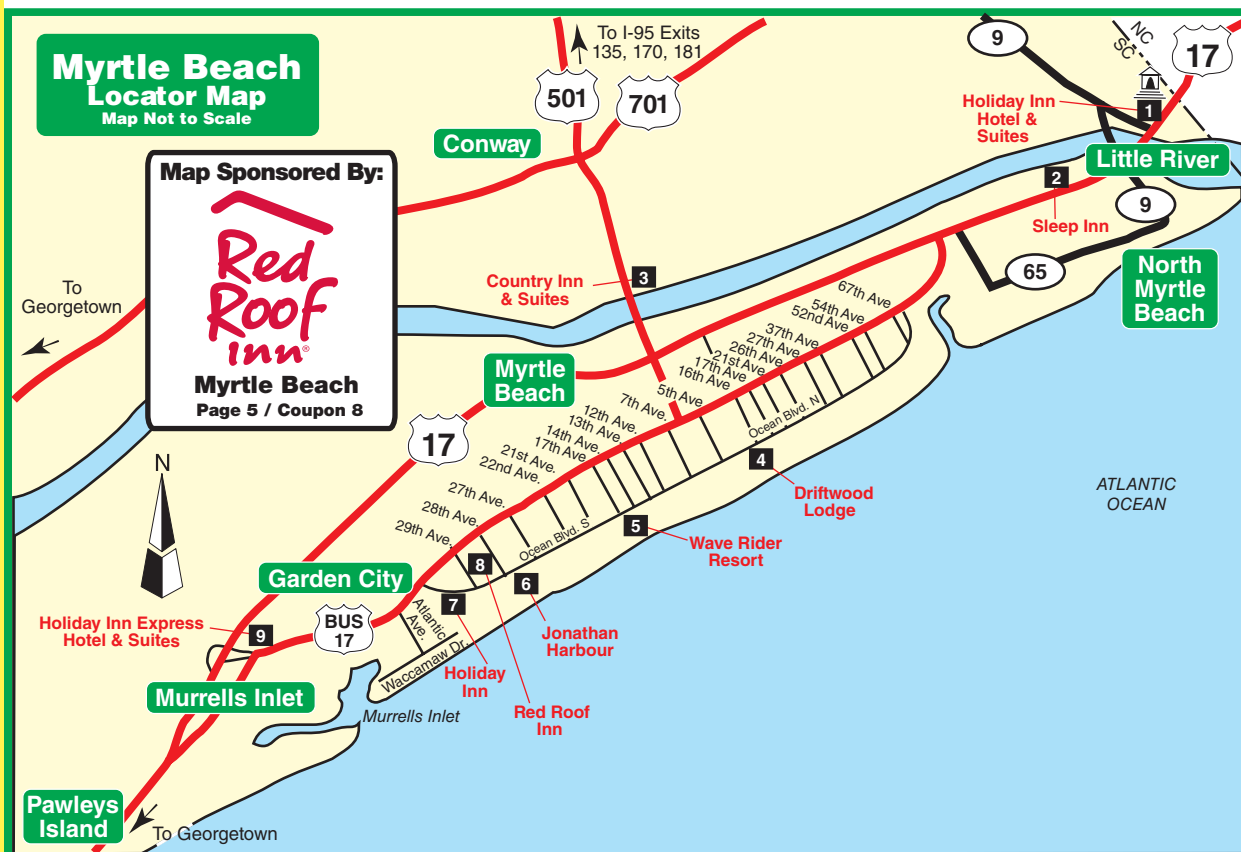 Myrtle Beach
Locator Map
Map Not to Scale
Map Sponsored By:
Red
Roof
Inn®
Myrtle Beach
Page 5 / Coupon 8
To I-95 Exits
135, 170, 181
501
701
Conway
9
NC
SC
17
Holiday Inn
Hotel &
Suites
1
Little River
2
Sleep Inn
9
65
North
Myrtle
Beach
Country Inn
& Suites
3
To
Georgetown
Myrtle
Beach
17
67th Ave.
54th Ave.
52nd Ave.
37th Ave.
27th Ave.
26th Ave.
21st Ave.
17th Ave
16th Ave
5th Ave
7th Ave.
12th Ave.
13th Ave.
14th Ave.
17th Ave.
21st Ave.
22nd Ave.
27th Ave.
28th Ave.
29th Ave.
Ocean Blvd. N
Ocean Blvd. S
4
Driftwood
Lodge
5
Wave Rider
Resort
ATLANTIC
OCEAN
N
Garden City
8
6
Jonathan
Harbour
7
Holiday
Inn
Red Roof
Inn
Holiday Inn Express
Hotel & Suites
9
BUS
17
Atlantic
Ave.
Waccamaw Dr.
Murrells Inlet
Murrells Inlet
Pawleys
Island
To Georgetown